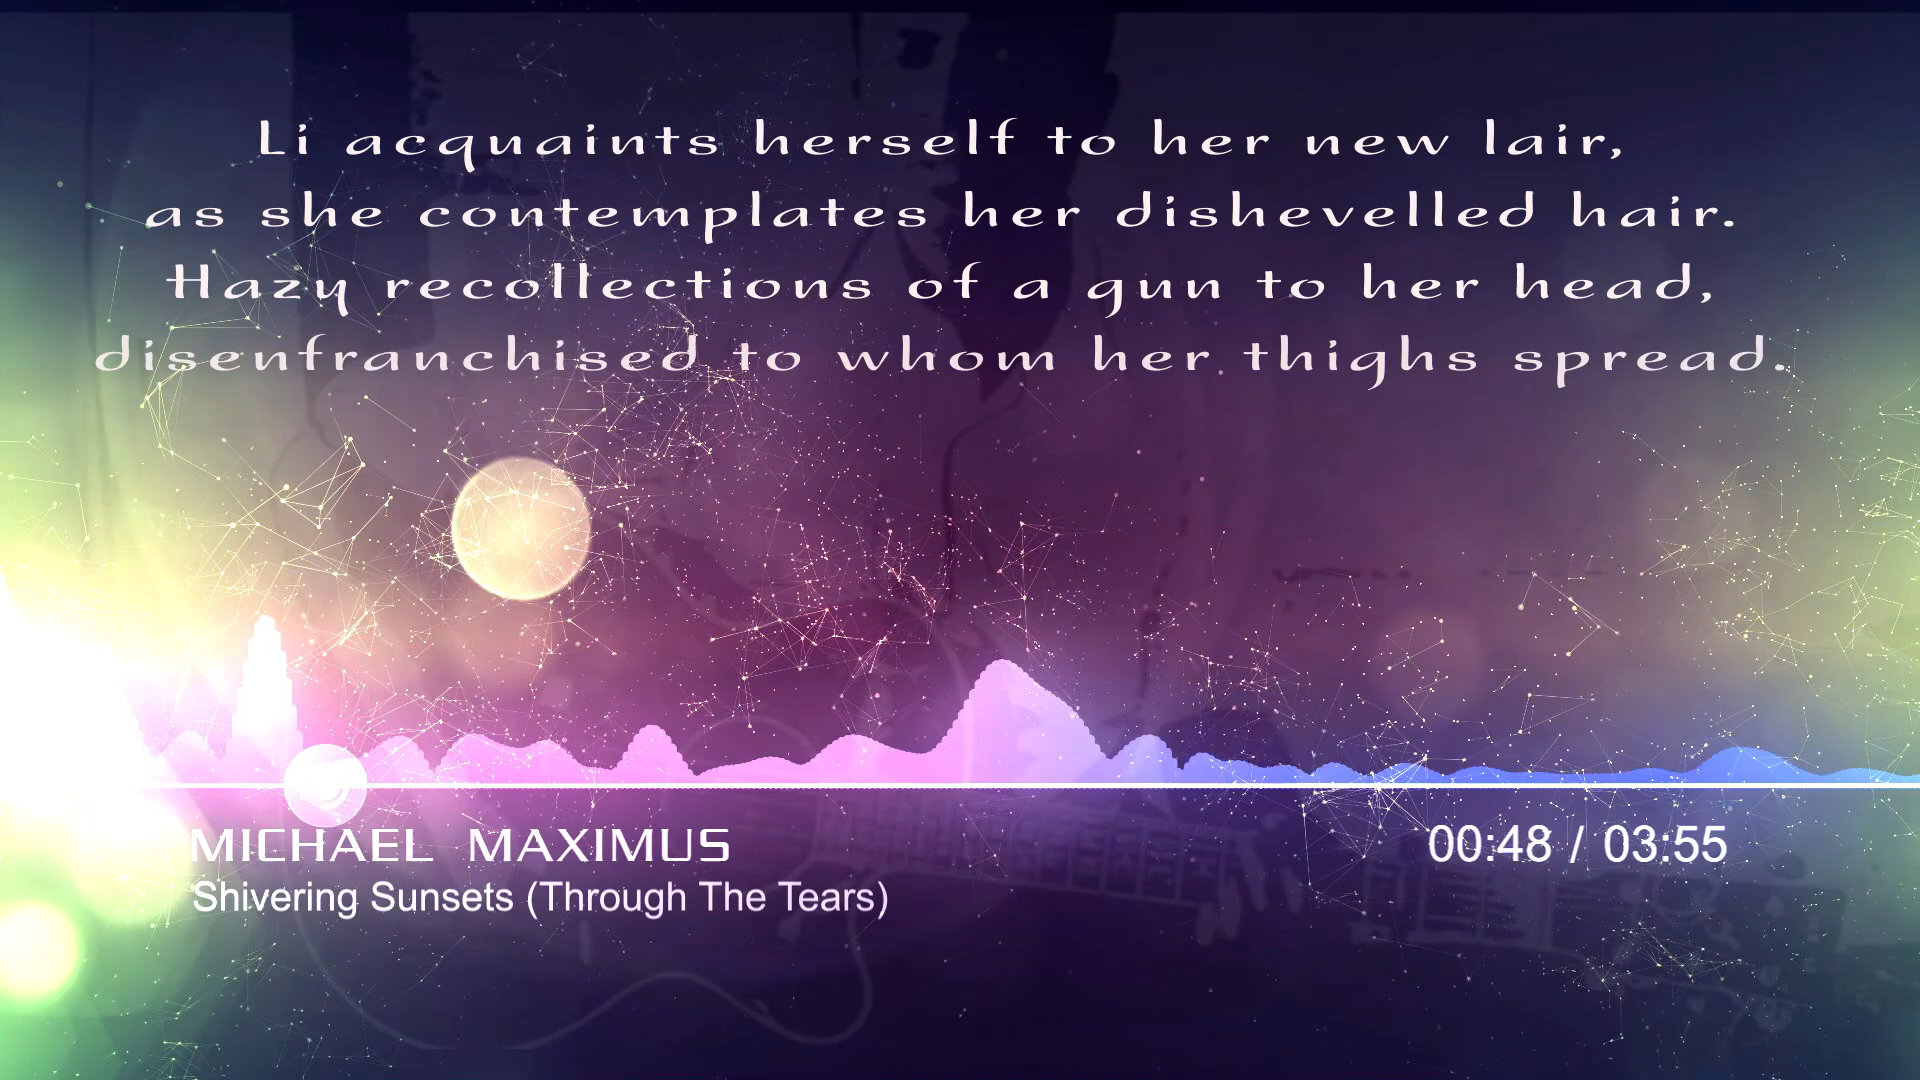 Li acquaints herself to her new lair,
as she contemplates her dishevelled hair.
Hazy recollections of a gun to her head,
disenfranchised to whom her thighs spread.
MICHAEL MAXIMUS
00:48 / 03:55
Shivering Sunsets (Through The Tears)